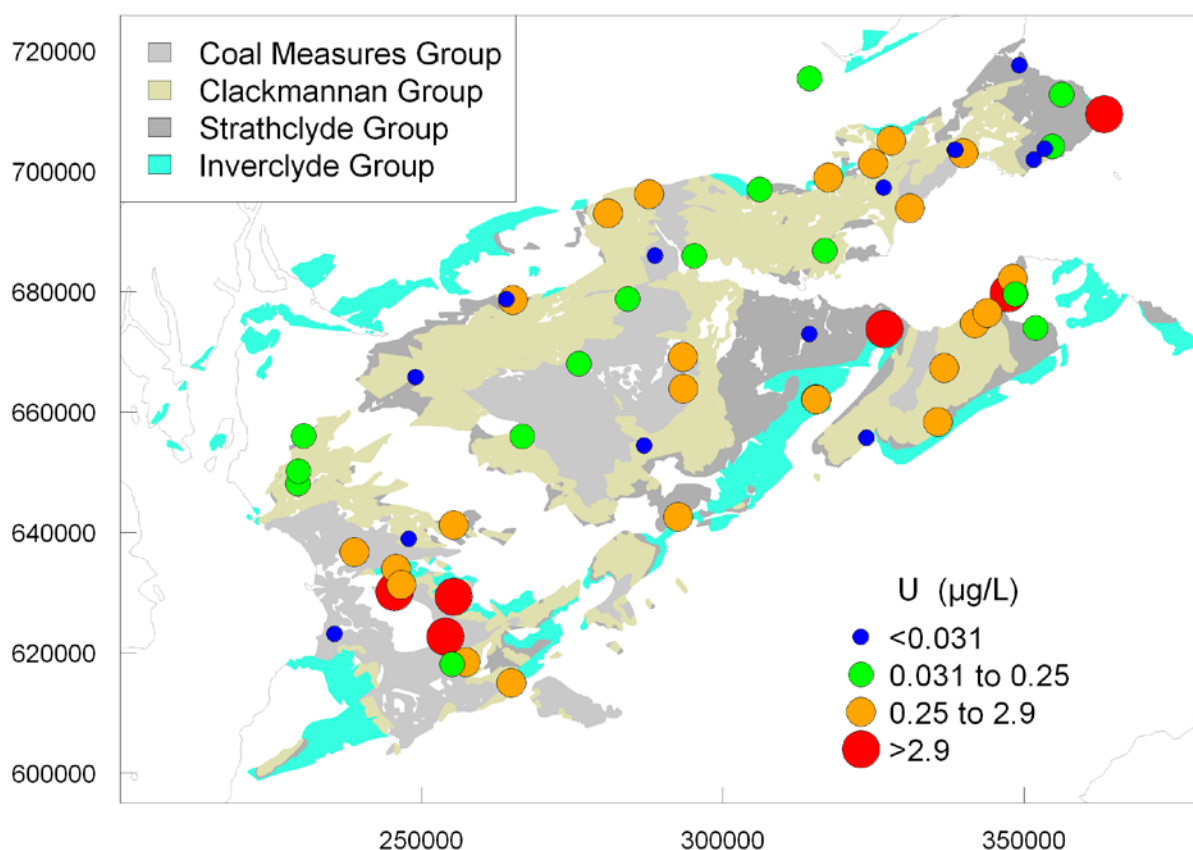 720000
700000
680000
660000
640000
620000
600000
Coal Measures Group
Clackmannan Group
Strathclyde Group
Inverclyde Group
U (µg/L)
<0.031
0.031 to 0.25
0.25 to 2.9
>2.9
250000
300000
350000